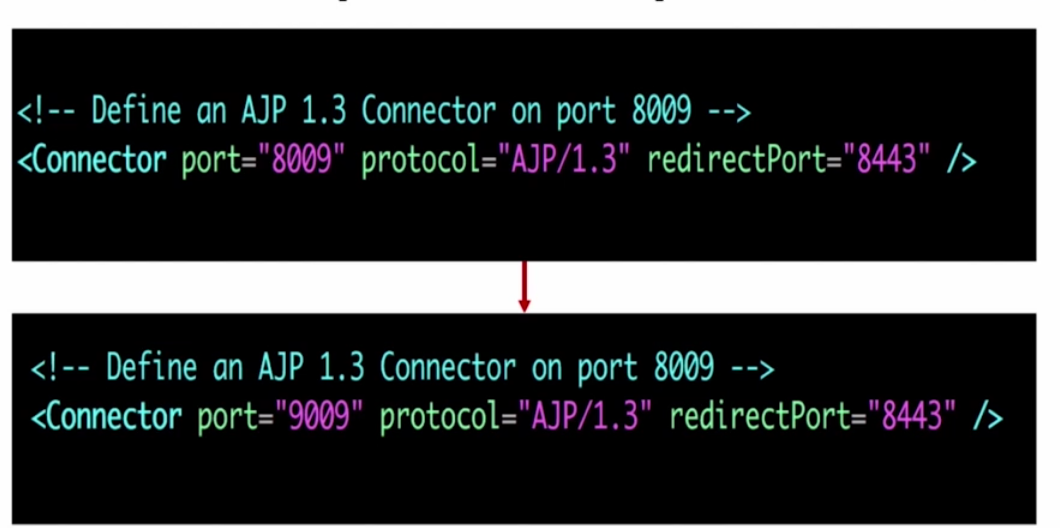 <!-- Define an AJP 1.3 Connector on port 8009 -->
<Connector port="8009" protocol="AJP/1.3" redirectPort="8443" />
<!-- Define an AJP 1.3 Connector on port 8009 -->
<Connector port="9009" protocol="AJP/1.3" redirectPort="8443" />